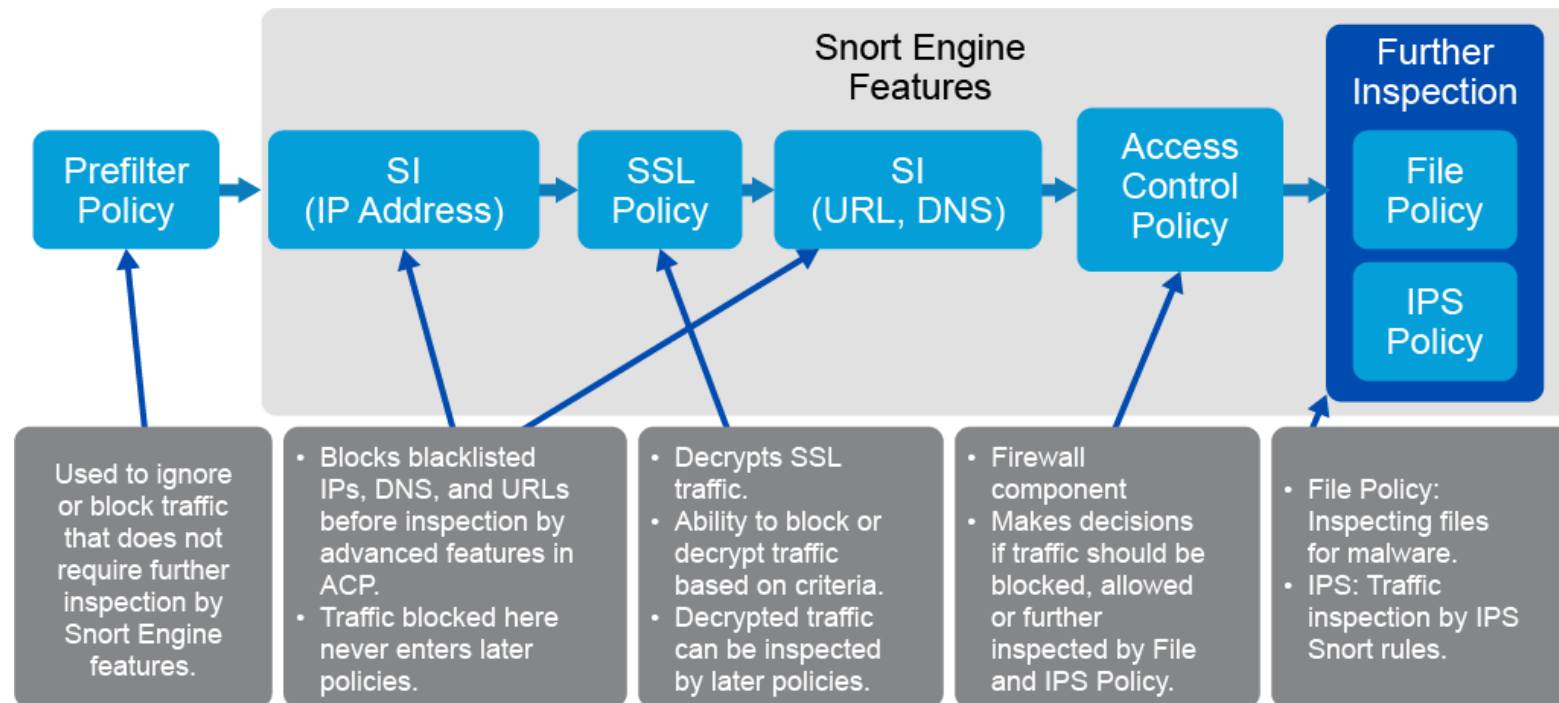 Snort Engine
Features
Further
Inspection
Prefilter
Policy
SI
(IP Address)
SSL
Policy
SI
(URL, DNS)
Access
Control
Policy
File
Policy
IPS
Policy
Used to ignore
or block traffic
that does not
require further
inspection by
Snort Engine
features.
• Blocks blacklisted
IPs, DNS, and URLs
before inspection by
advanced features in
ACP.
• Traffic blocked here
never enters later
policies.
• Decrypts SSL
traffic.
• Ability to block or
decrypt traffic
based on criteria.
• Decrypted traffic
can be inspected
by later policies.
• Firewall
component
• Makes decisions
if traffic should be
blocked, allowed
or further
inspected by File
and IPS Policy.
• File Policy:
Inspecting files
for malware.
• IPS: Traffic
inspection by IPS
Snort rules.